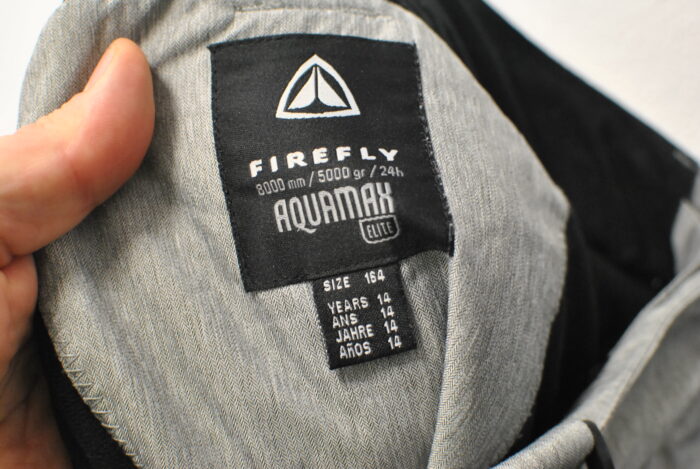 FIREFLY
8000 mm / 5000 gr / 24h
AQUAMAX
ELITE
SIZE 164
YEARS 14
ANS 14
JAHRE 14
AÑOS 14